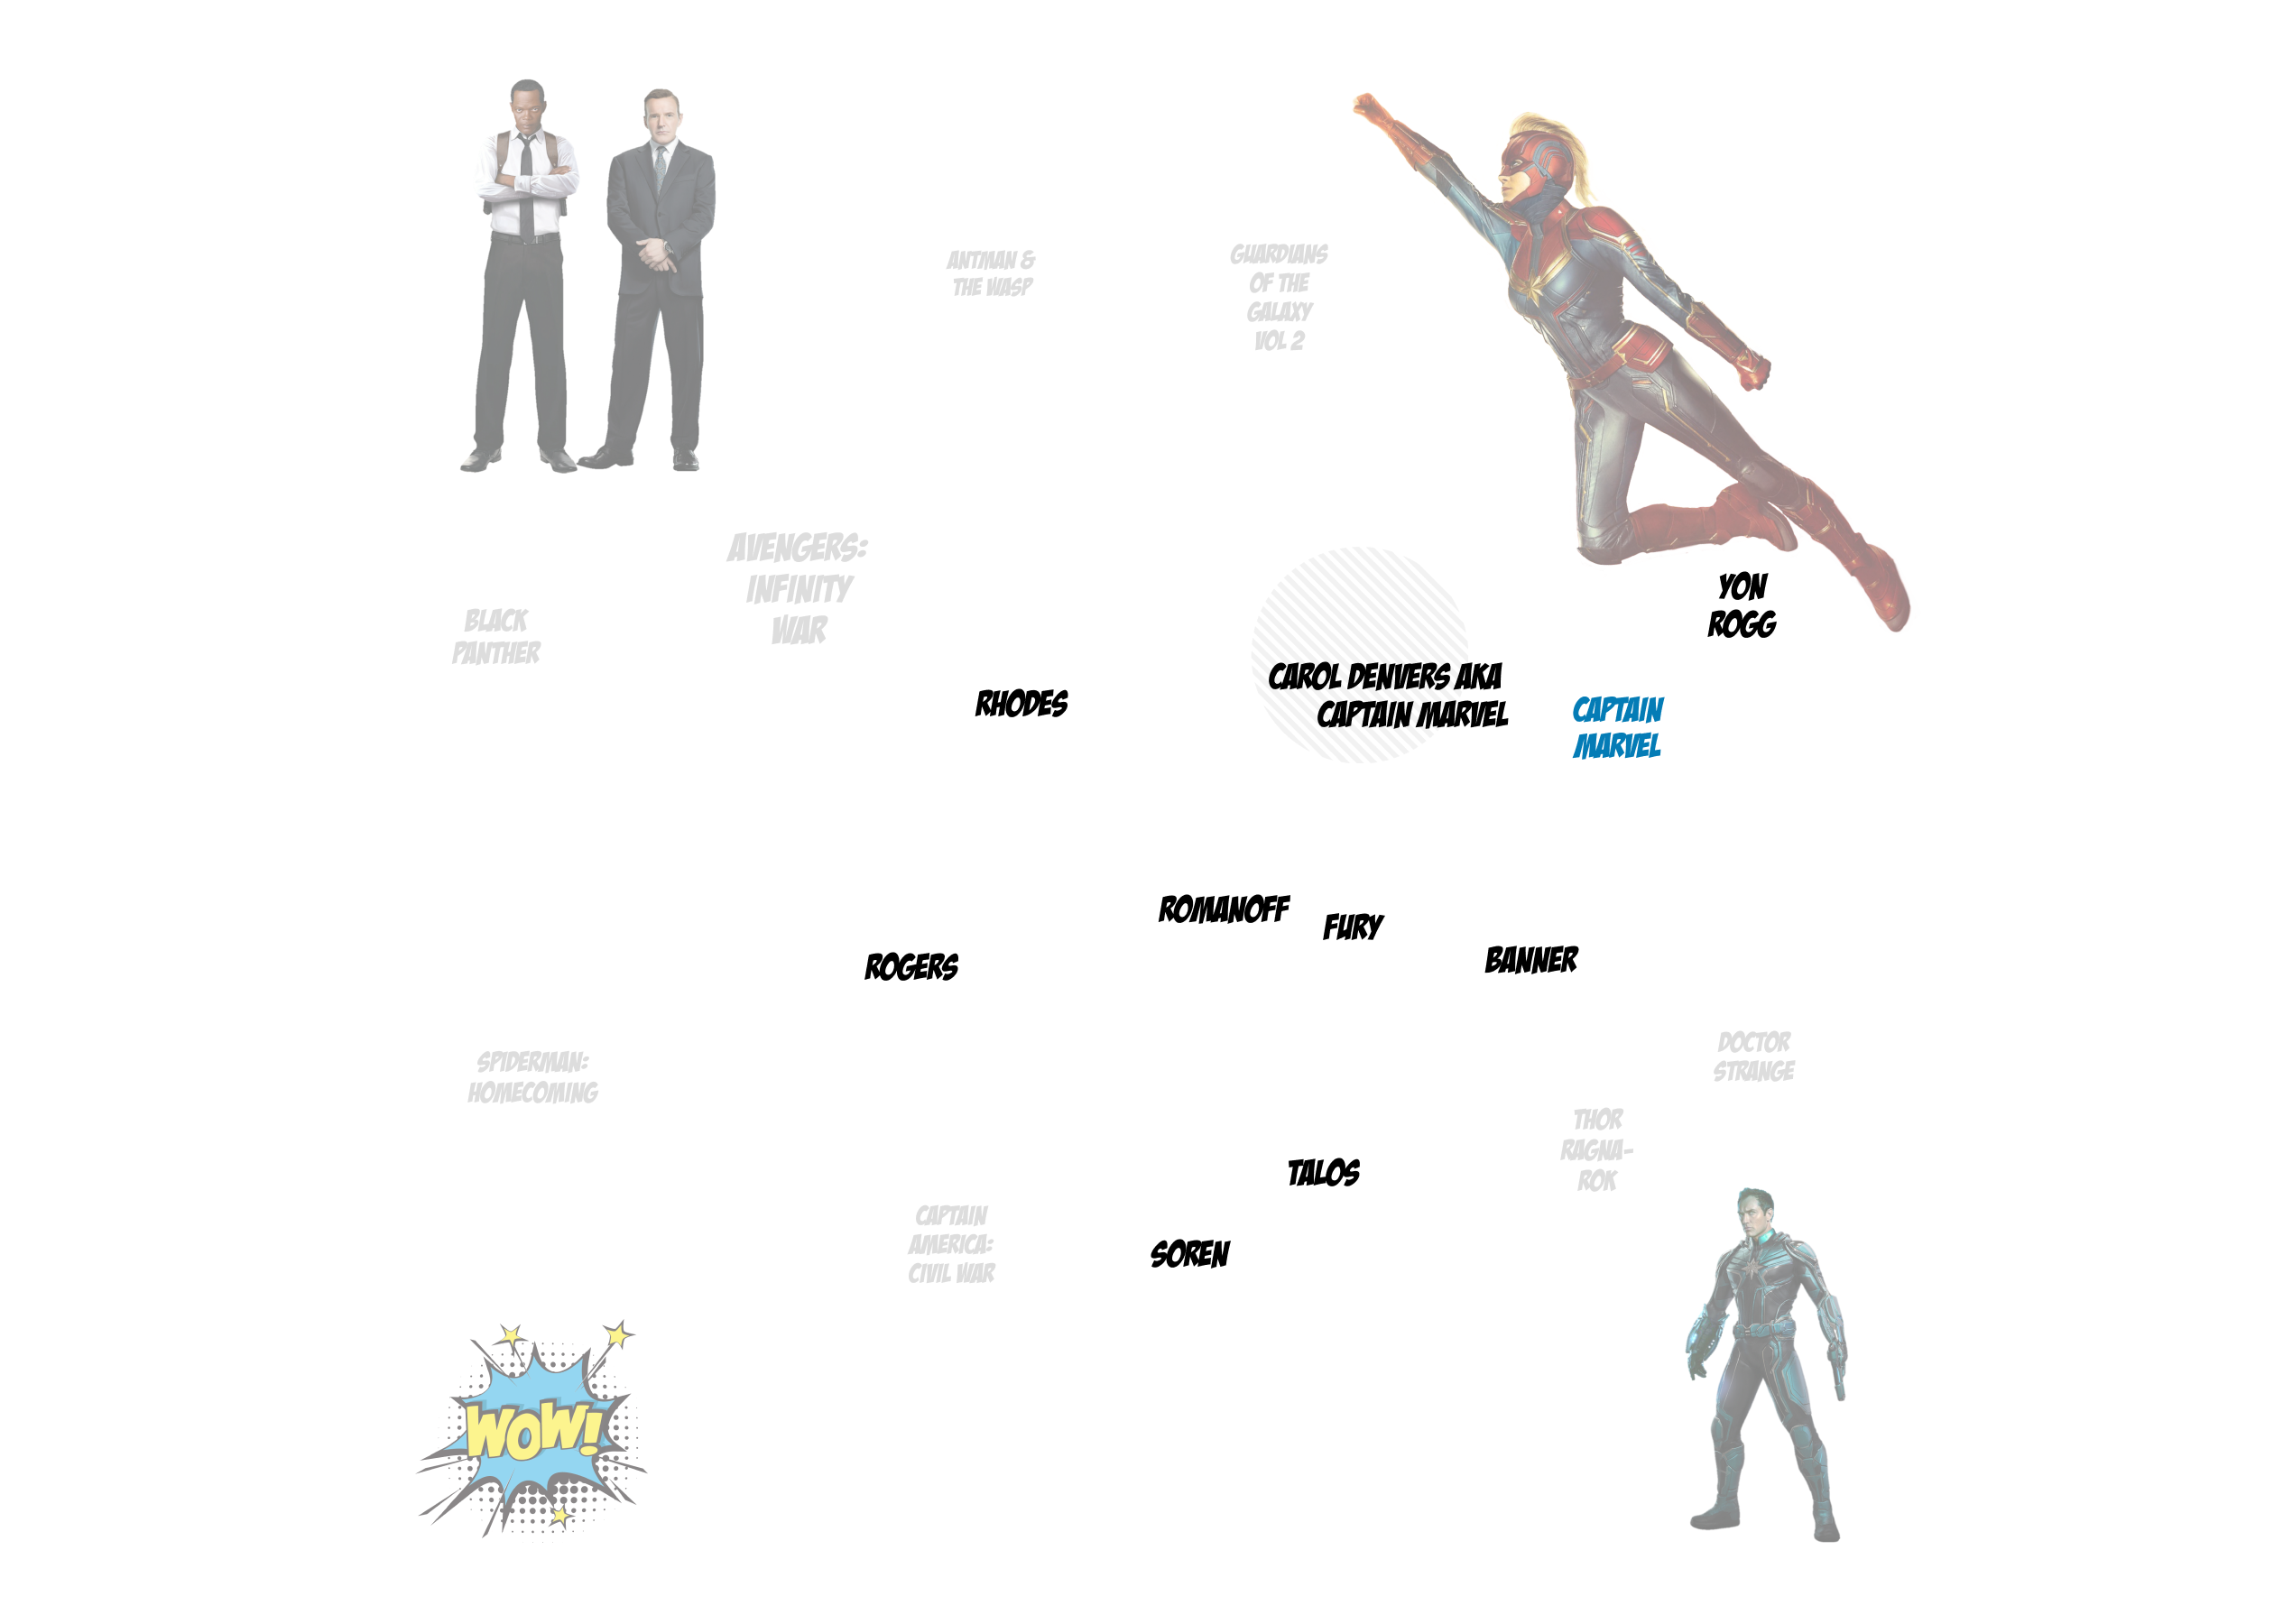 ANTMAN &
THE WASP
GUARDIANS
OF THE
GALAXY
VOL 2
AVENGERS:
INFINITY
WAR
BLACK
PANTHER
YON
ROGG
RHODES
CAROL DENVERS AKA
CAPTAIN MARVEL
CAPTAIN
MARVEL
ROMANOFF
FURY
ROGERS
BANNER
SPIDERMAN:
HOMECOMING
DOCTOR
STRANGE
THOR
RAGNA-
ROK
TALOS
CAPTAIN
AMERICA:
CIVIL WAR
SOREN
WOW!